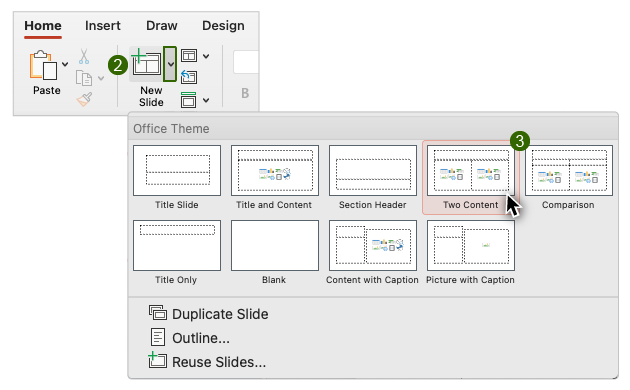 Home Insert Draw Design
2
Paste
New
Slide
B
Office Theme
3
Title Slide Title and Content Section Header Two Content Comparison
Title Only Blank Content with Caption Picture with Caption
Duplicate Slide
Outline...
Reuse Slides...